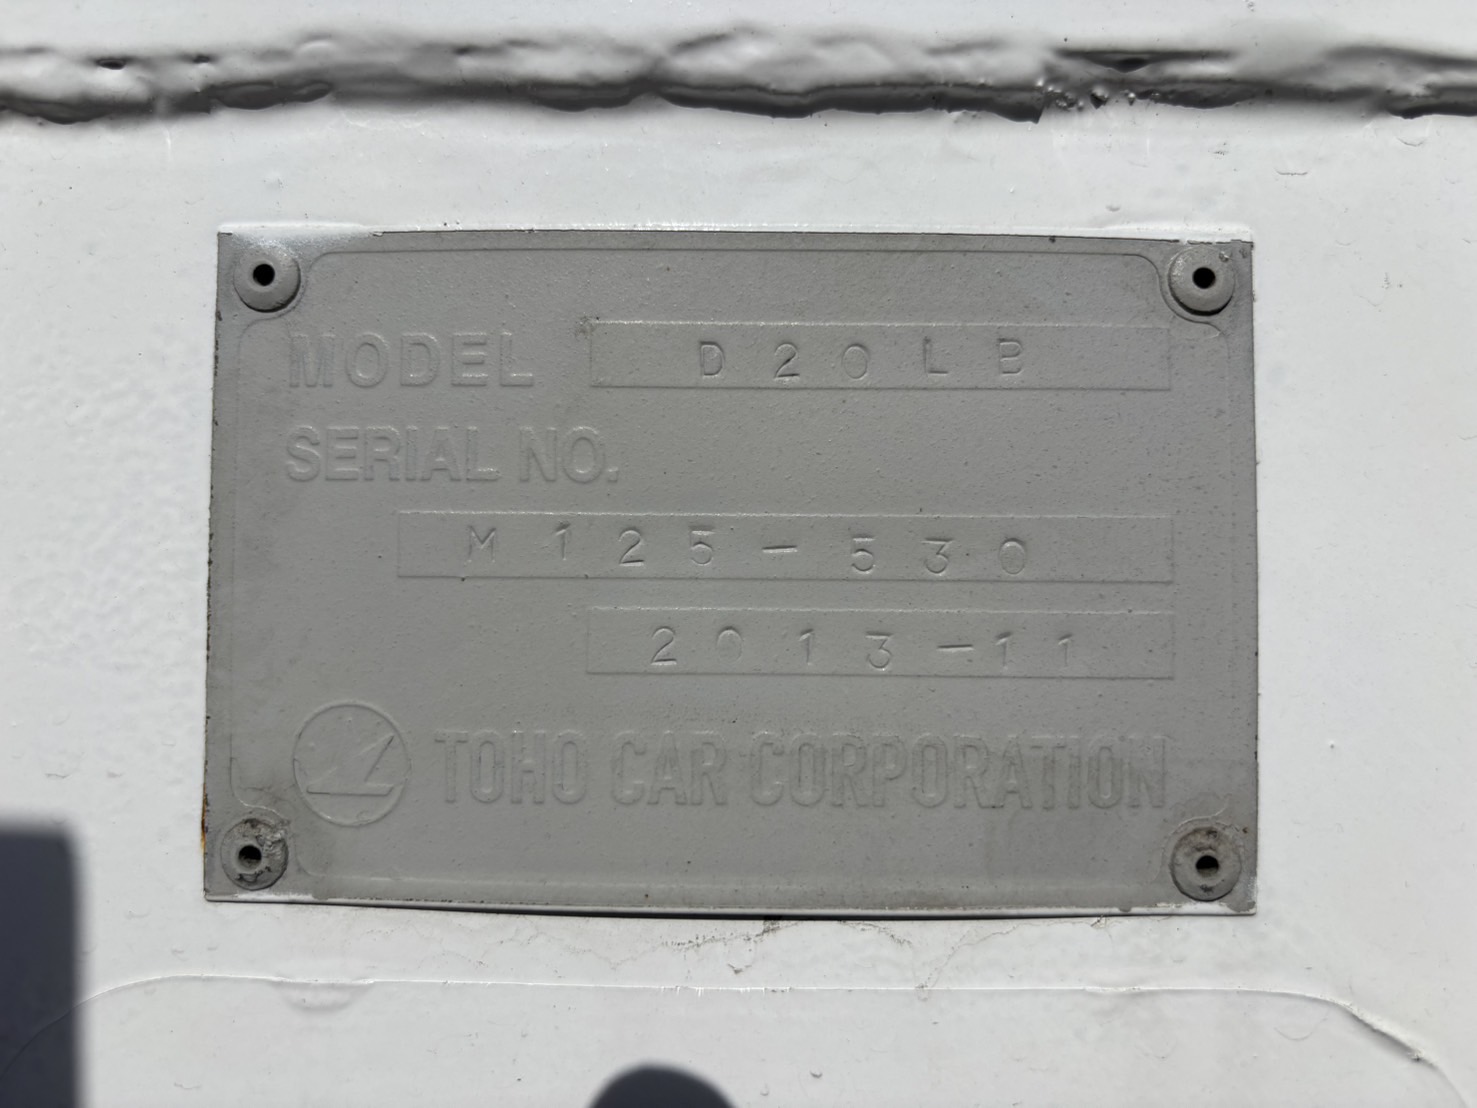 MODEL D20LB
SERIAL NO.
M125-530
2013-11
TOHO CAR CORPORATION